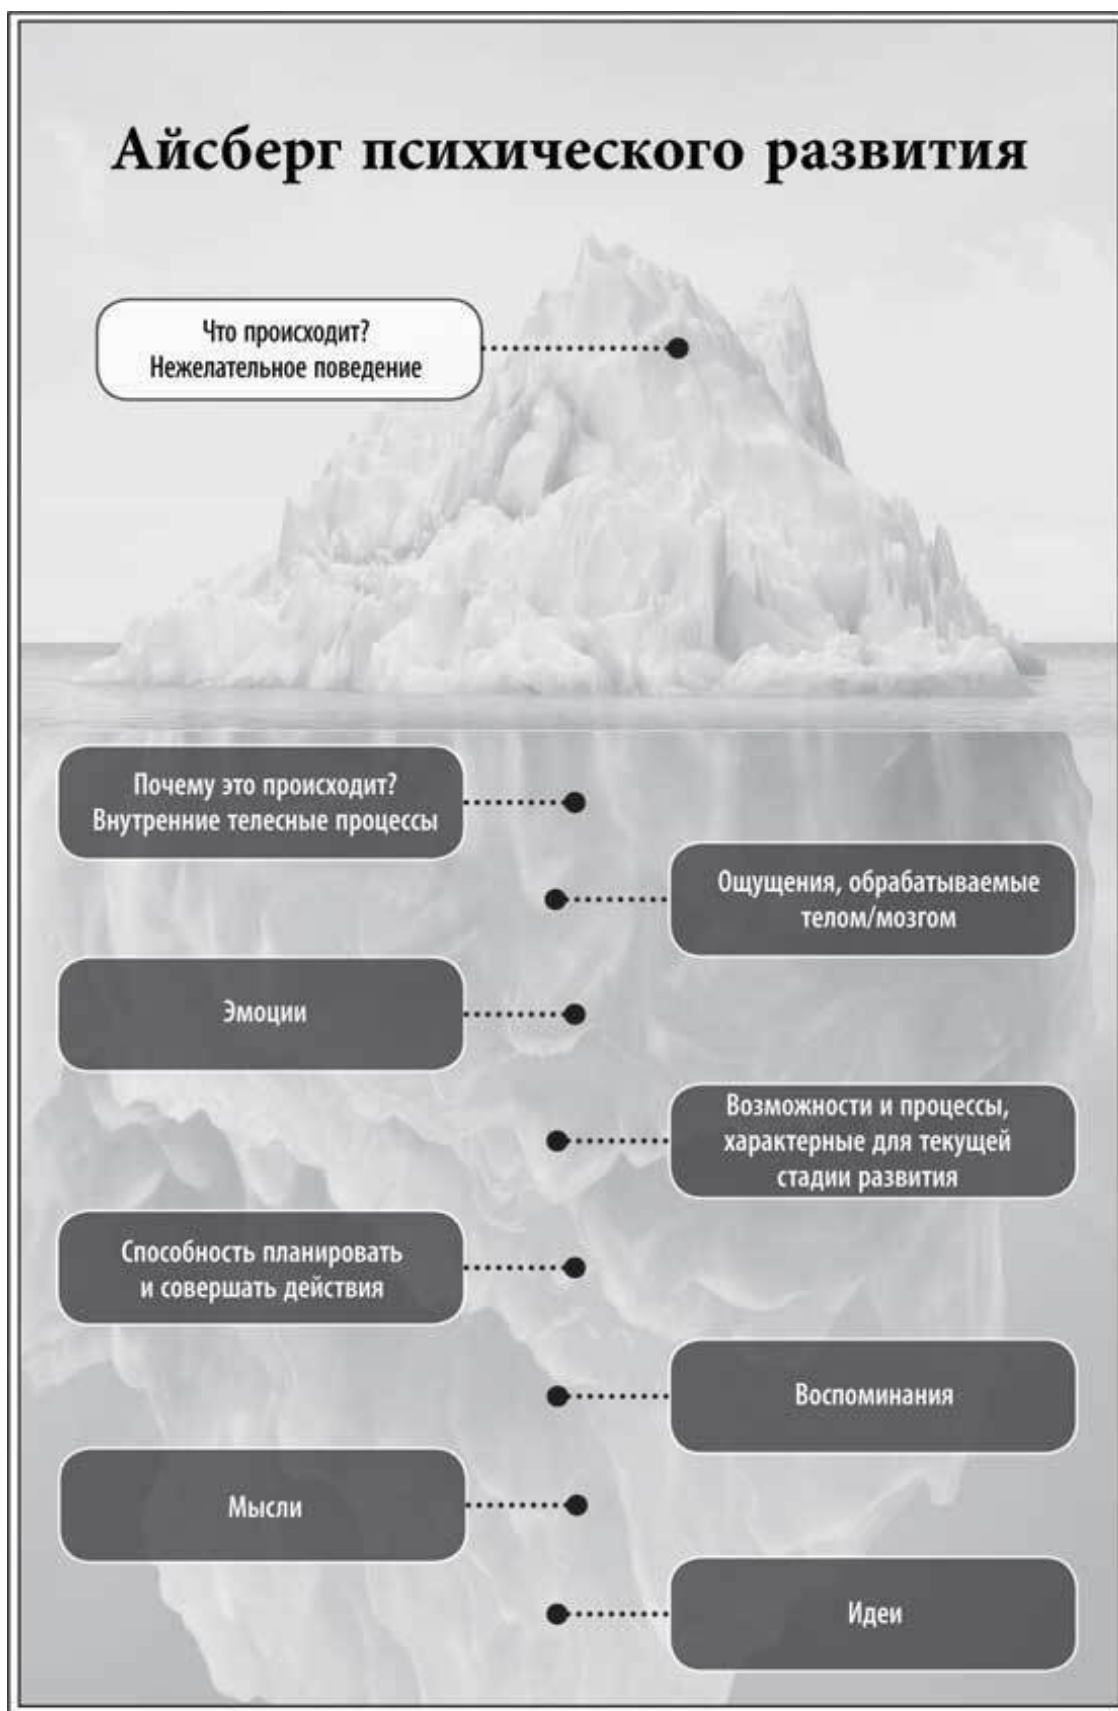 Айсберг психического развития
Что происходит?
Нежелательное поведение
Почему это происходит?
Внутренние телесные процессы
Ощущения, обрабатываемые
телом/мозгом
Эмоции
Возможности и процессы,
характерные для текущей
стадии развития
Способность планировать
и совершать действия
Воспоминания
Мысли
Идеи